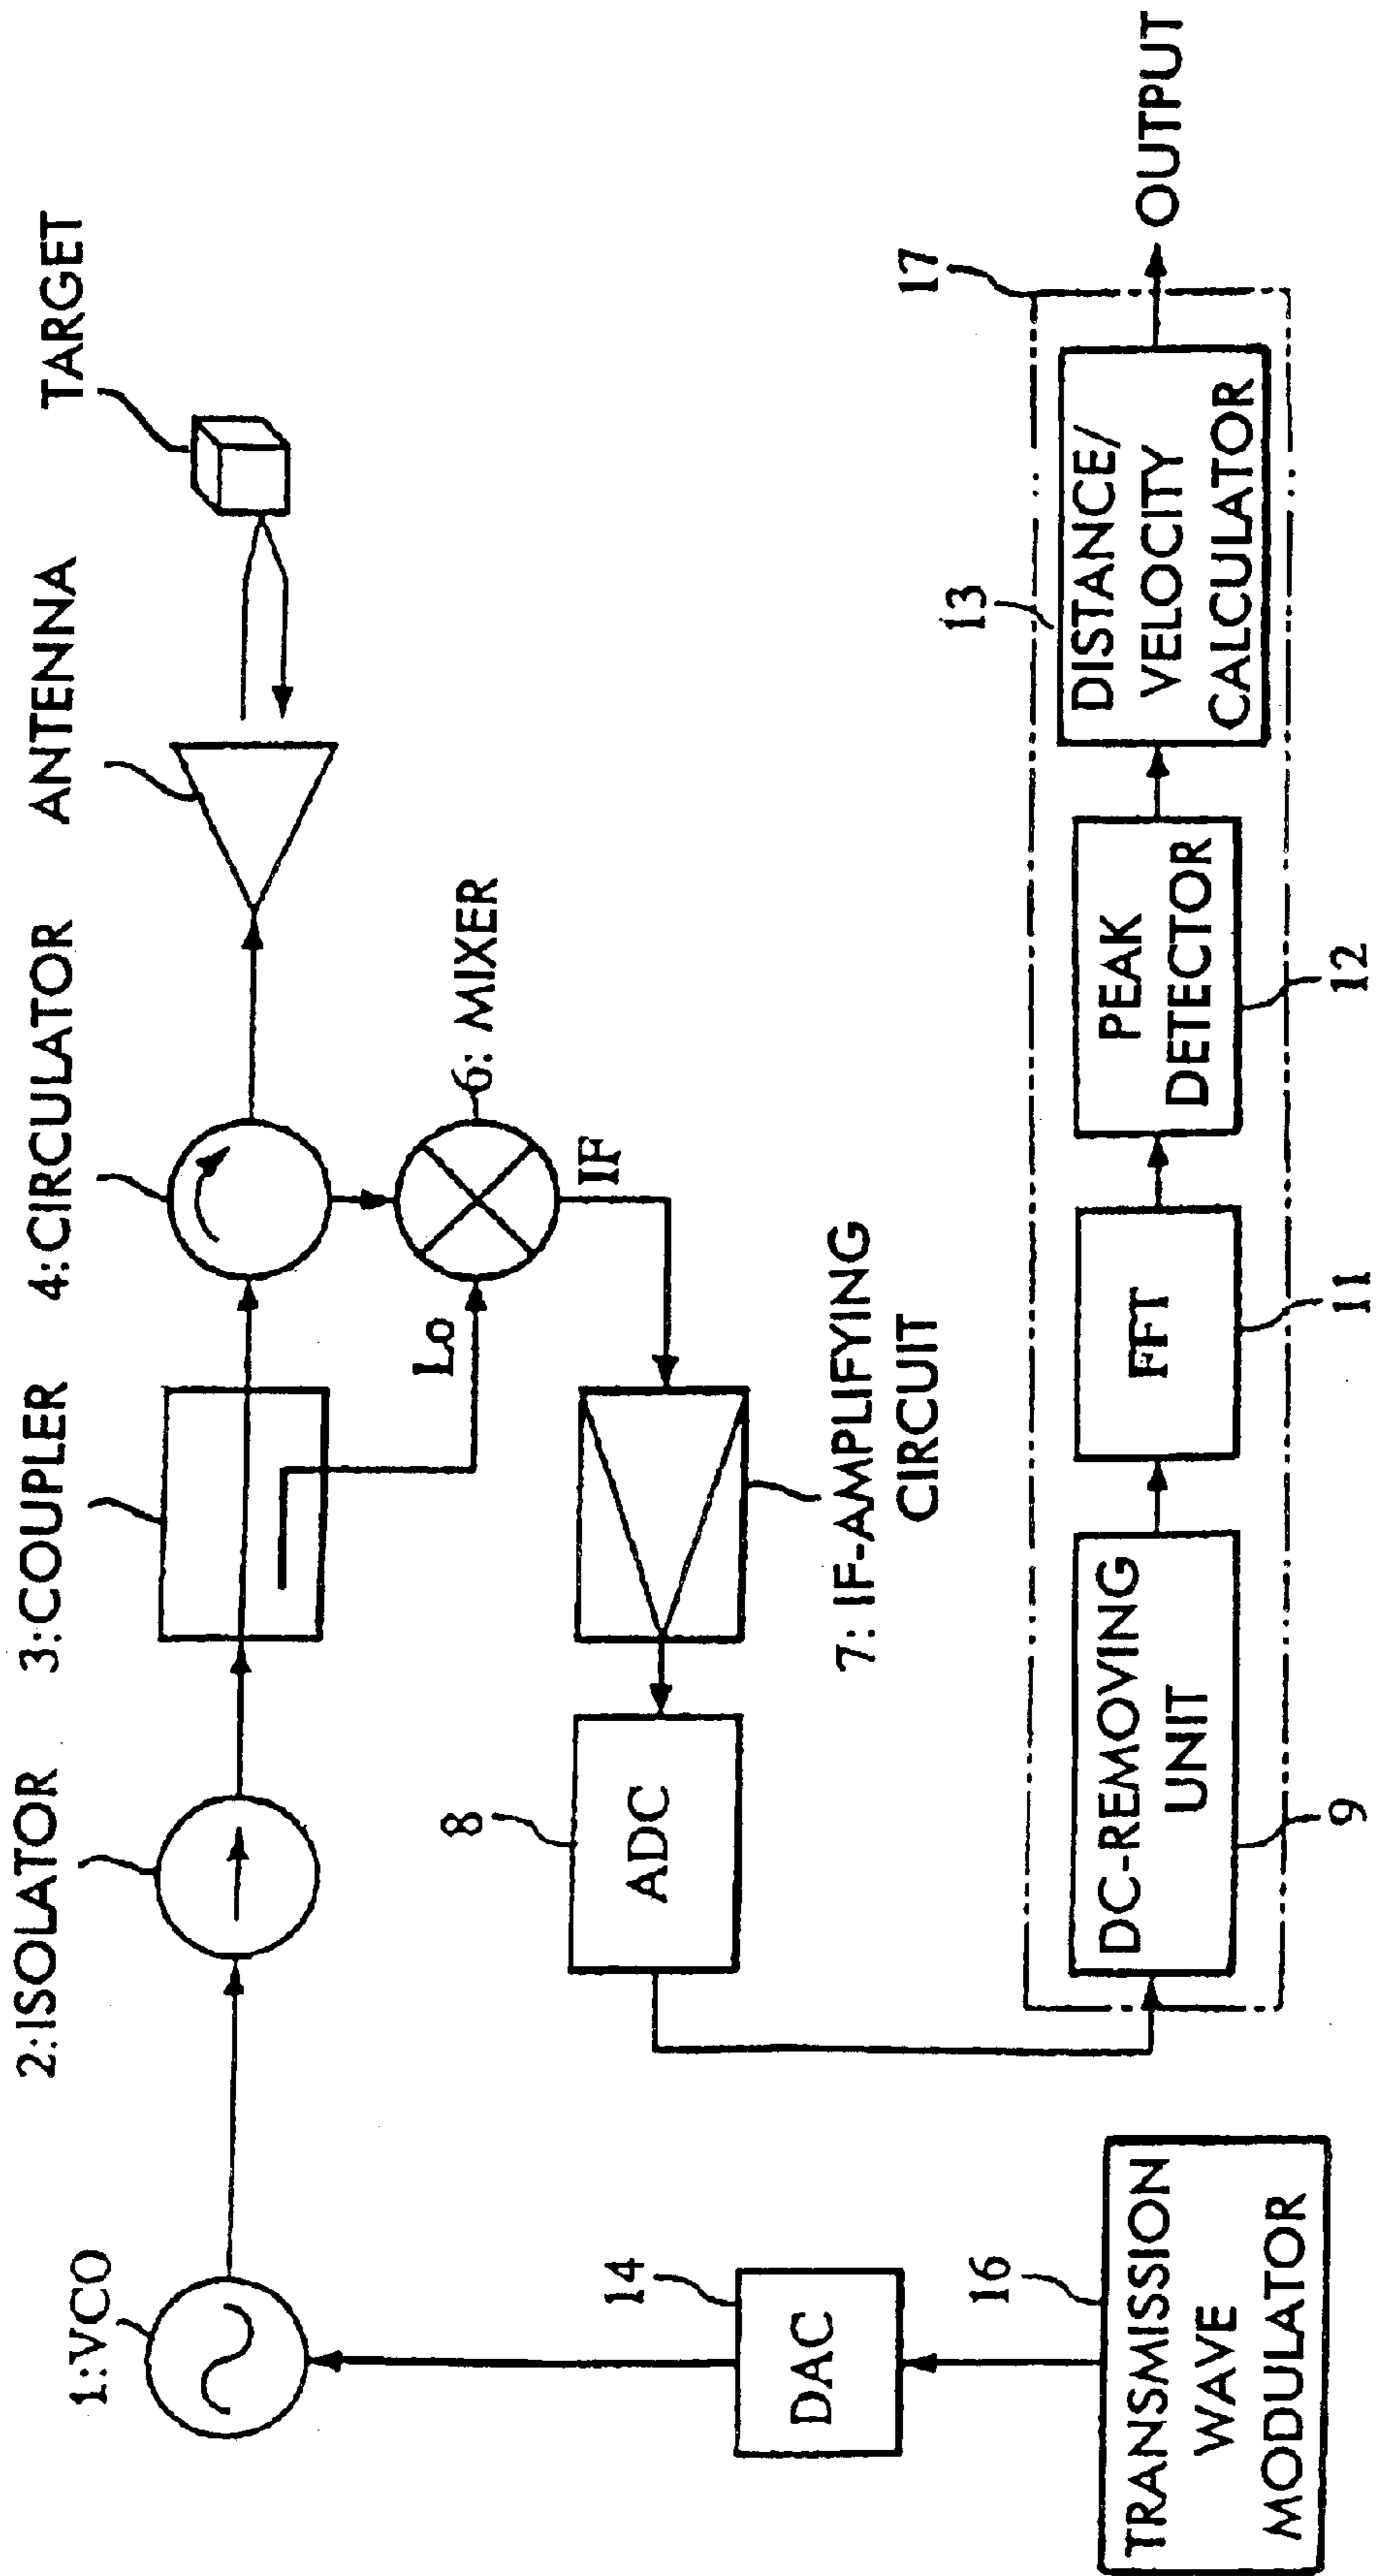 1:VCO
2:ISOLATOR
3:COUPLER
4:CIRCULATOR
ANTENNA
TARGET
Lo
6: MIXER
IF
7: IF-AMPLIFYING
CIRCUIT
8
ADC
14
DAC
16
TRANSMISSION
WAVE
MODULATOR
DC-REMOVING
UNIT
9
FFT
11
PEAK
DETECTOR
12
13
DISTANCE/
VELOCITY
CALCULATOR
17
OUTPUT